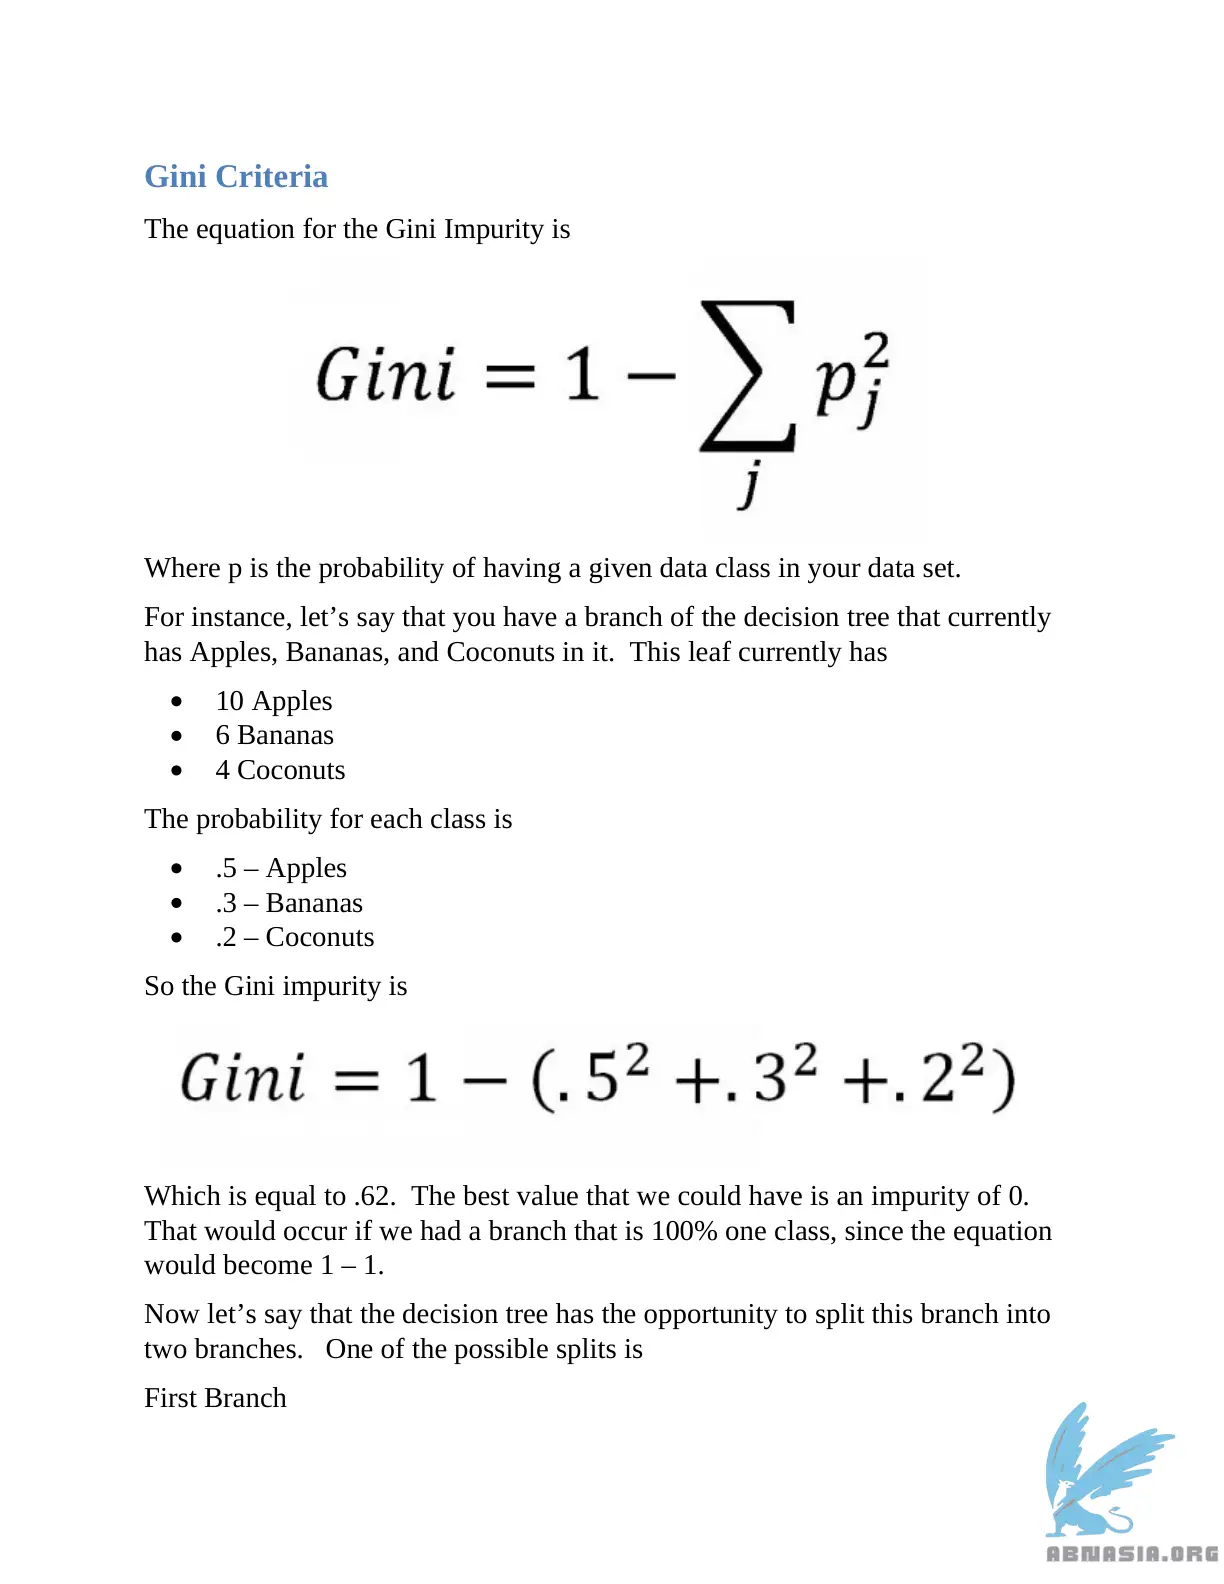 Gini Criteria
The equation for the Gini Impurity is
Gini = 1 − ∑ p_j^2
j
Where p is the probability of having a given data class in your data set.
For instance, let’s say that you have a branch of the decision tree that currently
has Apples, Bananas, and Coconuts in it.  This leaf currently has
• 10 Apples
• 6 Bananas
• 4 Coconuts
The probability for each class is
• .5 – Apples
• .3 – Bananas
• .2 – Coconuts
So the Gini impurity is
Gini = 1 − (.5² +.3² +.2²)
Which is equal to .62.  The best value that we could have is an impurity of 0.
That would occur if we had a branch that is 100% one class, since the equation
would become 1 – 1.
Now let’s say that the decision tree has the opportunity to split this branch into
two branches.   One of the possible splits is
First Branch
ABNASIA.ORG